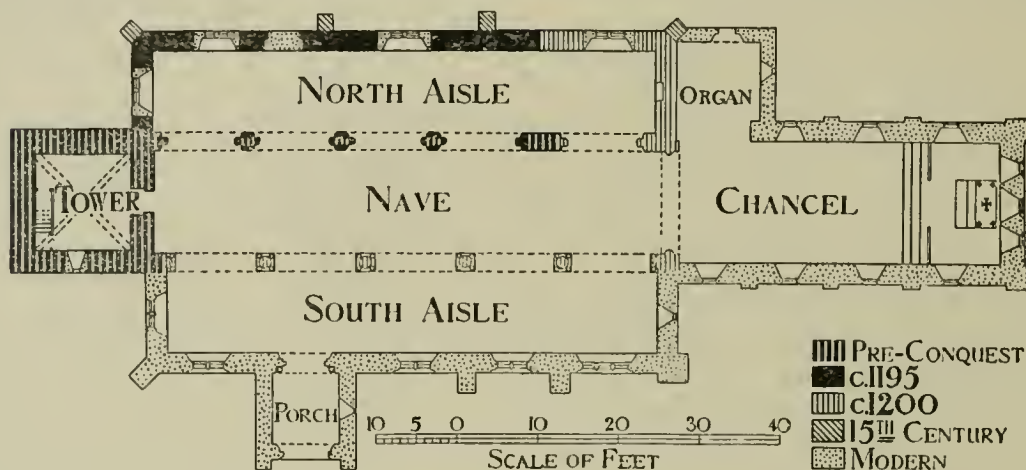 NORTH AISLE
ORGAN
TOWER
NAVE
CHANCEL
SOUTH AISLE
PORCH
10 5 0 10 20 30 40
SCALE OF FEET
PRE-CONQUEST
C.1195
C.1200
15TH CENTURY
MODERN